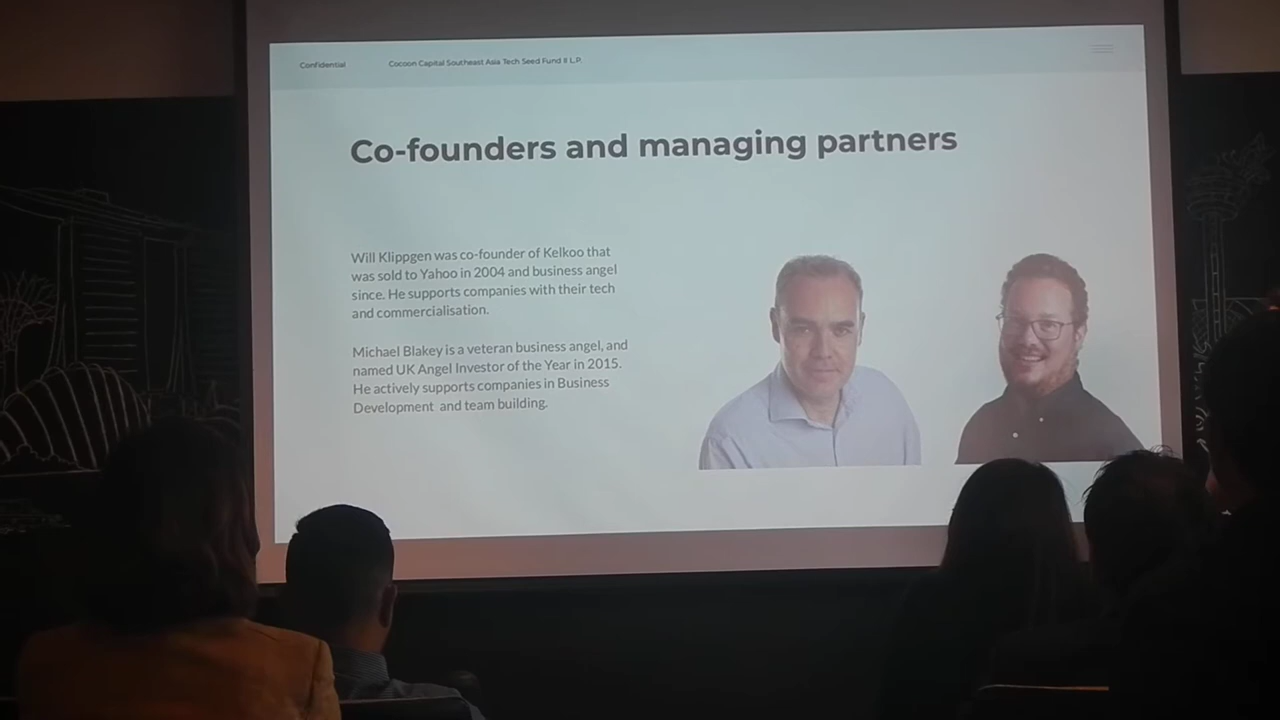 Confidential
Cocoon Capital Southeast Asia Tech Seed Fund II L.P.
Co-founders and managing partners
Will Klippgen was co-founder of Kelkoo that
was sold to Yahoo in 2004 and business angel
since. He supports companies with their tech
and commercialisation.
Michael Blakey is a veteran business angel, and
named UK Angel Investor of the Year in 2015.
He actively supports companies in Business
Development and team building.